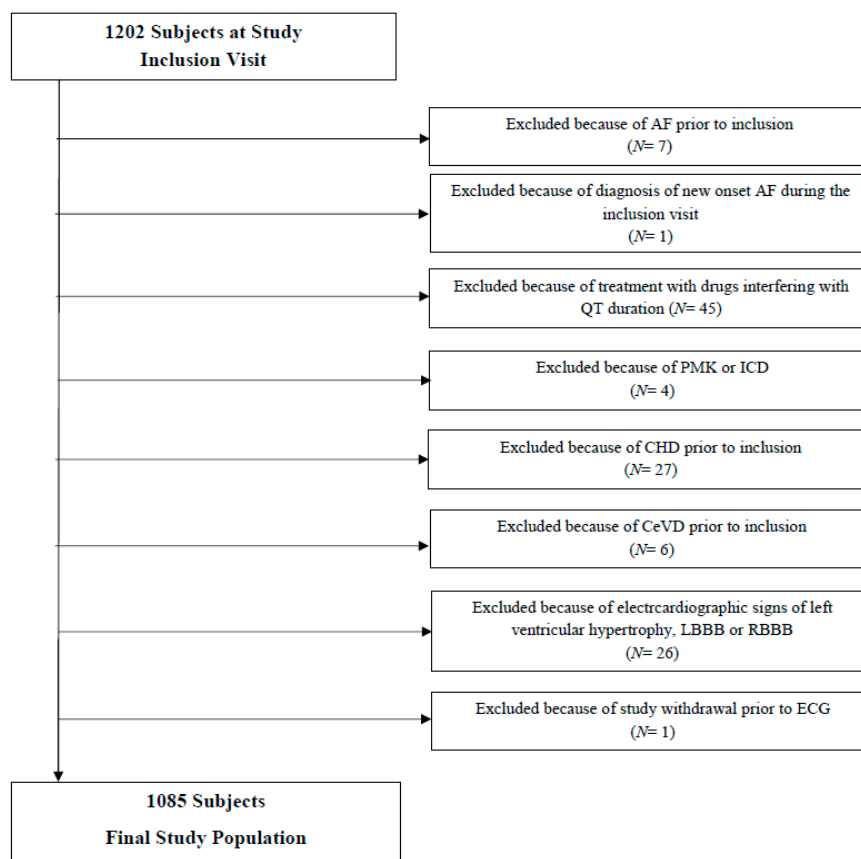 1202 Subjects at Study
Inclusion Visit
Excluded because of AF prior to inclusion
(N= 7)
Excluded because of diagnosis of new onset AF during the
inclusion visit
(N= 1)
Excluded because of treatment with drugs interfering with
QT duration (N= 45)
Excluded because of PMK or ICD
(N= 4)
Excluded because of CHD prior to inclusion
(N= 27)
Excluded because of CeVD prior to inclusion
(N= 6)
Excluded because of electrcardiographic signs of left
ventricular hypertrophy, LBBB or RBBB
(N= 26)
Excluded because of study withdrawal prior to ECG
(N= 1)
1085 Subjects
Final Study Population